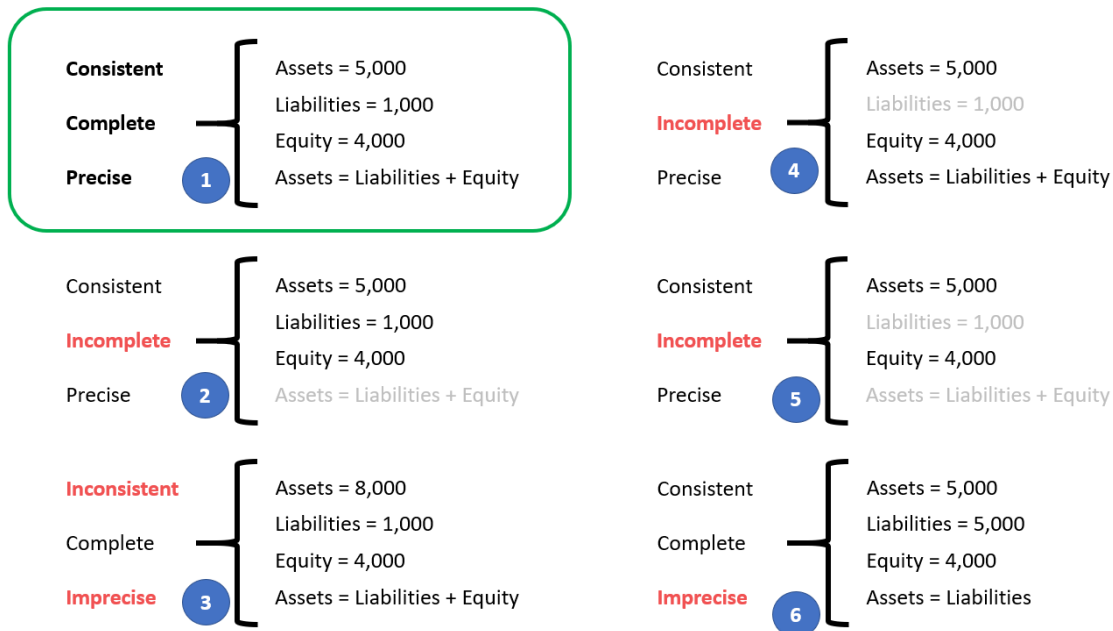 Consistent
Complete
Precise
1
Assets = 5,000
Liabilities = 1,000
Equity = 4,000
Assets = Liabilities + Equity
Consistent
Incomplete
Precise
4
Assets = 5,000
Liabilities = 1,000
Equity = 4,000
Assets = Liabilities + Equity
Consistent
Incomplete
Precise
2
Assets = 5,000
Liabilities = 1,000
Equity = 4,000
Assets = Liabilities + Equity
Consistent
Incomplete
Precise
5
Assets = 5,000
Liabilities = 1,000
Equity = 4,000
Assets = Liabilities + Equity
Inconsistent
Complete
Imprecise
3
Assets = 8,000
Liabilities = 1,000
Equity = 4,000
Assets = Liabilities + Equity
Consistent
Complete
Imprecise
6
Assets = 5,000
Liabilities = 5,000
Equity = 4,000
Assets = Liabilities